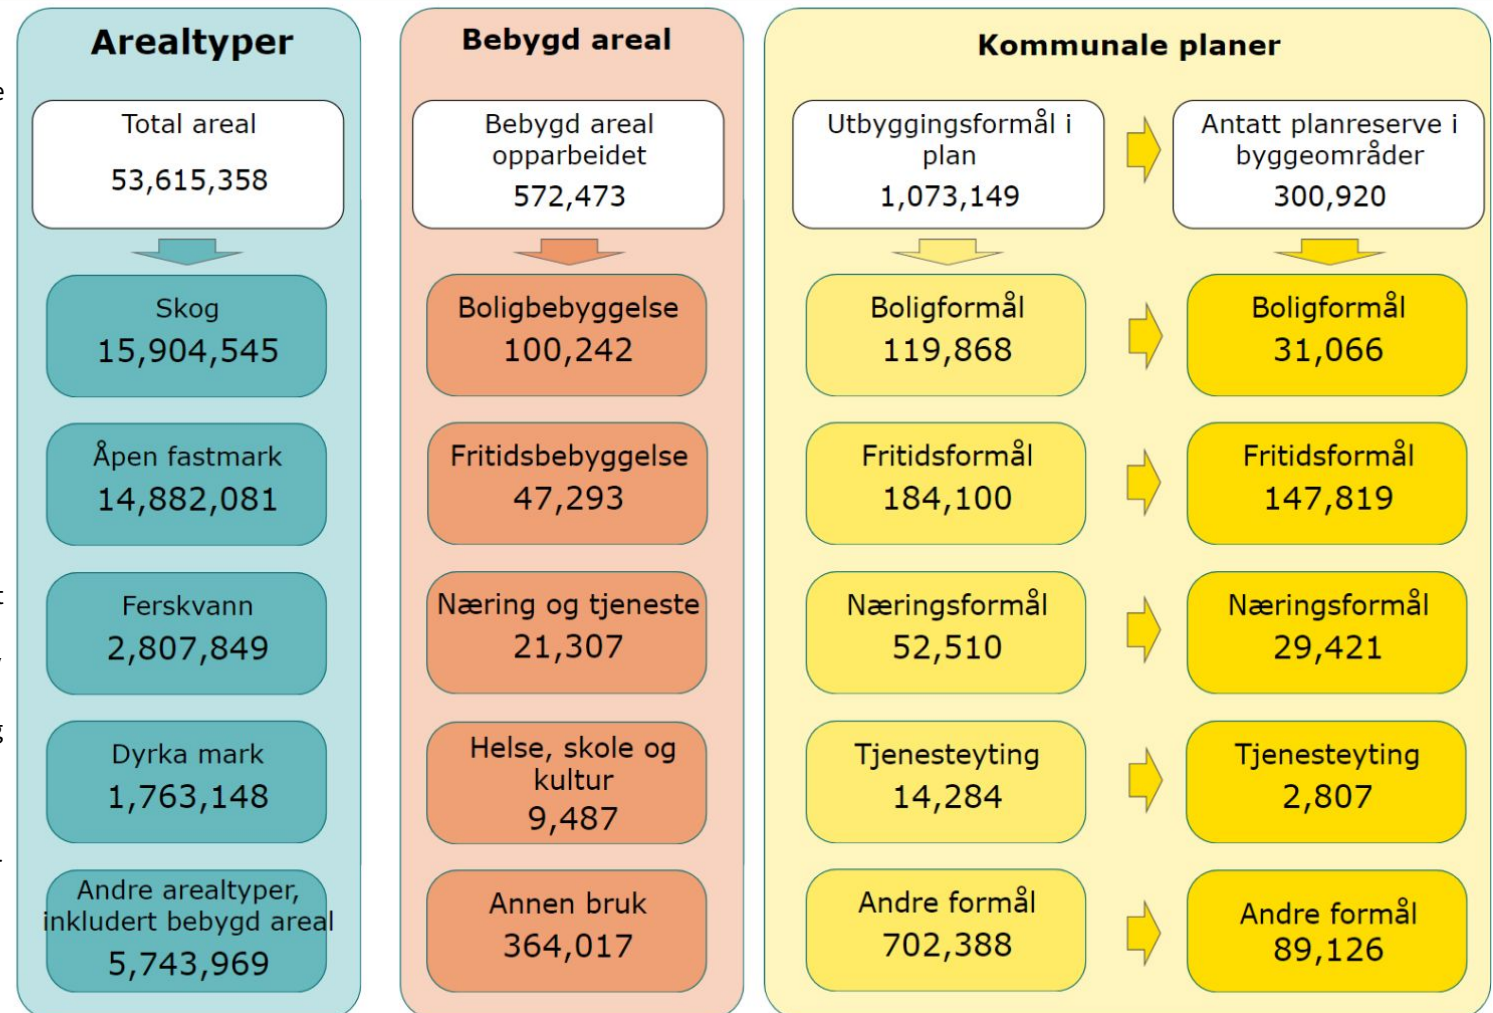 Arealtyper
Total areal
53,615,358
Skog
15,904,545
Åpen fastmark
14,882,081
Ferskvann
2,807,849
Dyrka mark
1,763,148
Andre arealtyper,
inkludert bebygd areal
5,743,969
Bebygd areal
Bebygd areal
opparbeidet
572,473
Boligbebyggelse
100,242
Fritidsbebyggelse
47,293
Næring og tjeneste
21,307
Helse, skole og
kultur
9,487
Annen bruk
364,017
Kommunale planer
Utbyggingsformål i
plan
1,073,149
Antatt planreserve i
byggeområder
300,920
Boligformål
119,868
Boligformål
31,066
Fritidsformål
184,100
Fritidsformål
147,819
Næringsformål
52,510
Næringsformål
29,421
Tjenesteyting
14,284
Tjenesteyting
2,807
Andre formål
702,388
Andre formål
89,126